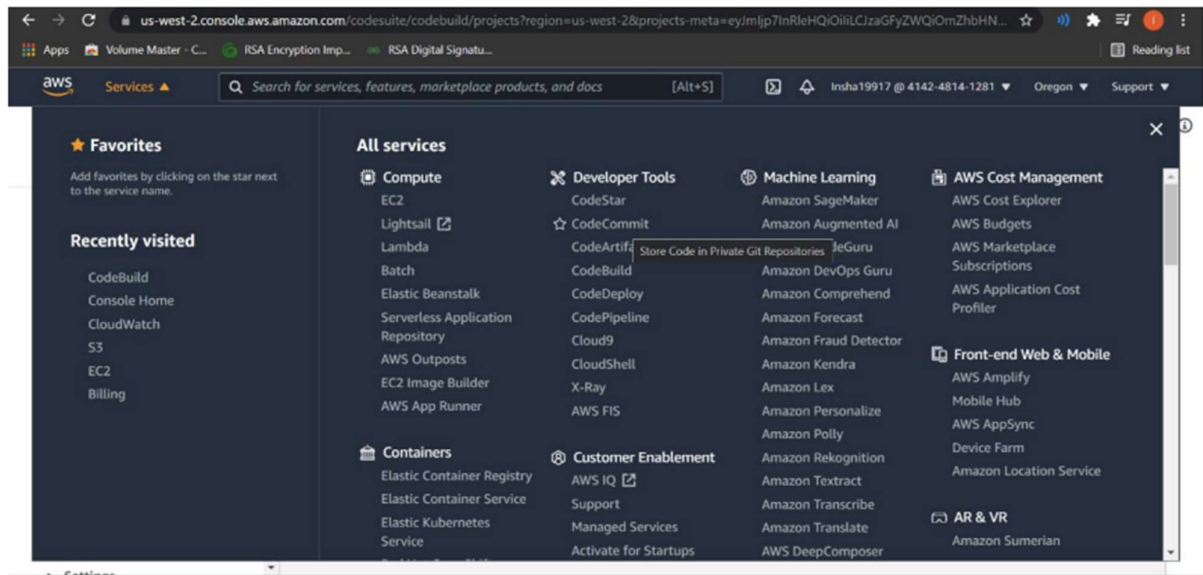 us-west-2.console.aws.amazon.com/codesuite/codebuild/projects?region=us-west-2&projects-meta=eyJmIjp7InRleHQiOiIiLCJzaGFyZWQiOmZhbHN...
Apps Volume Master - C... RSA Encryption Imp... RSA Digital Signatu... Reading list
aws Services ▲ Search for services, features, marketplace products, and docs [Alt+S] Insha19917 @ 4142-4814-1281 ▼ Oregon ▼ Support ▼
Favorites
Add favorites by clicking on the star next
to the service name.
Recently visited
CodeBuild
Console Home
CloudWatch
S3
EC2
Billing
All services
Compute
EC2
Lightsail
Lambda
Batch
Elastic Beanstalk
Serverless Application
Repository
AWS Outposts
EC2 Image Builder
AWS App Runner
Containers
Elastic Container Registry
Elastic Container Service
Elastic Kubernetes
Service
Developer Tools
CodeStar
CodeCommit
Store Code in Private Git Repositories
CodeBuild
CodeDeploy
CodePipeline
Cloud9
CloudShell
X-Ray
AWS FIS
Customer Enablement
AWS IQ
Support
Managed Services
Activate for Startups
Machine Learning
Amazon SageMaker
Amazon Augmented AI
Amazon DevOps Guru
Amazon Comprehend
Amazon Forecast
Amazon Fraud Detector
Amazon Kendra
Amazon Lex
Amazon Personalize
Amazon Polly
Amazon Rekognition
Amazon Textract
Amazon Transcribe
Amazon Translate
AWS DeepComposer
AWS Cost Management
AWS Cost Explorer
AWS Budgets
AWS Marketplace
Subscriptions
AWS Application Cost
Profiler
Front-end Web & Mobile
AWS Amplify
Mobile Hub
AWS AppSync
Device Farm
Amazon Location Service
AR & VR
Amazon Sumerian